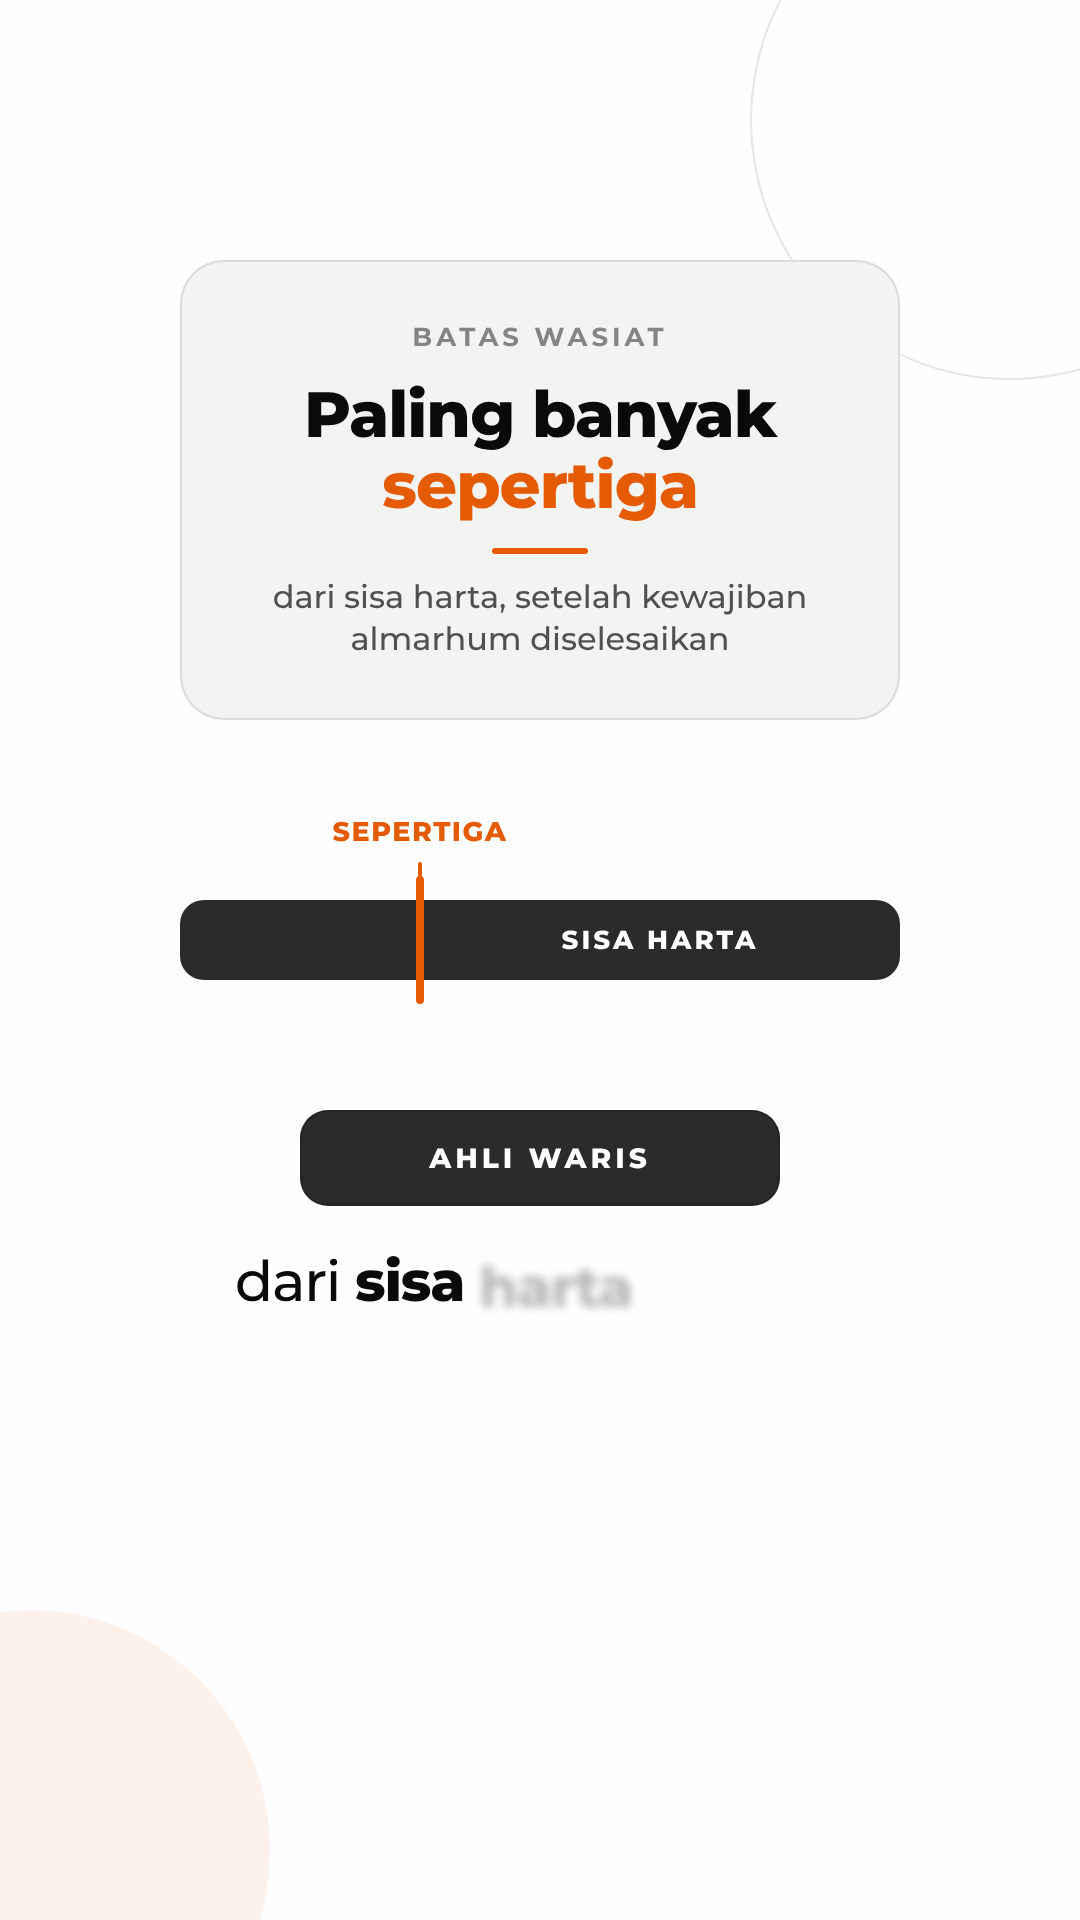 BATAS WASIAT
Paling banyak
sepertiga
dari sisa harta, setelah kewajiban
almarhum diselesaikan
SEPERTIGA
SISA HARTA
AHLI WARIS
dari sisa harta